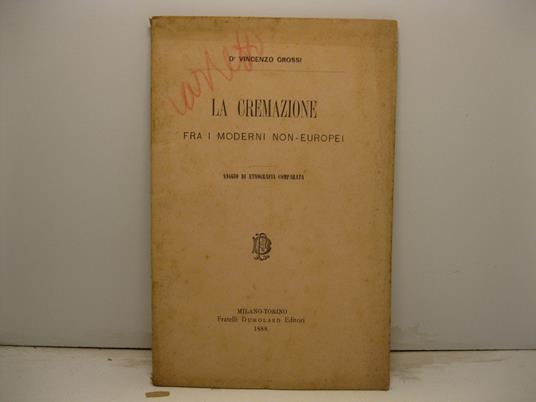 Dr VINCENZO GROSSI
LA CREMAZIONE
FRA I MODERNI NON-EUROPEI
SAGGIO DI ETNOGRAFIA COMPARATA
MILANO-TORINO
Fratelli DUMOLARD Editori
1888.